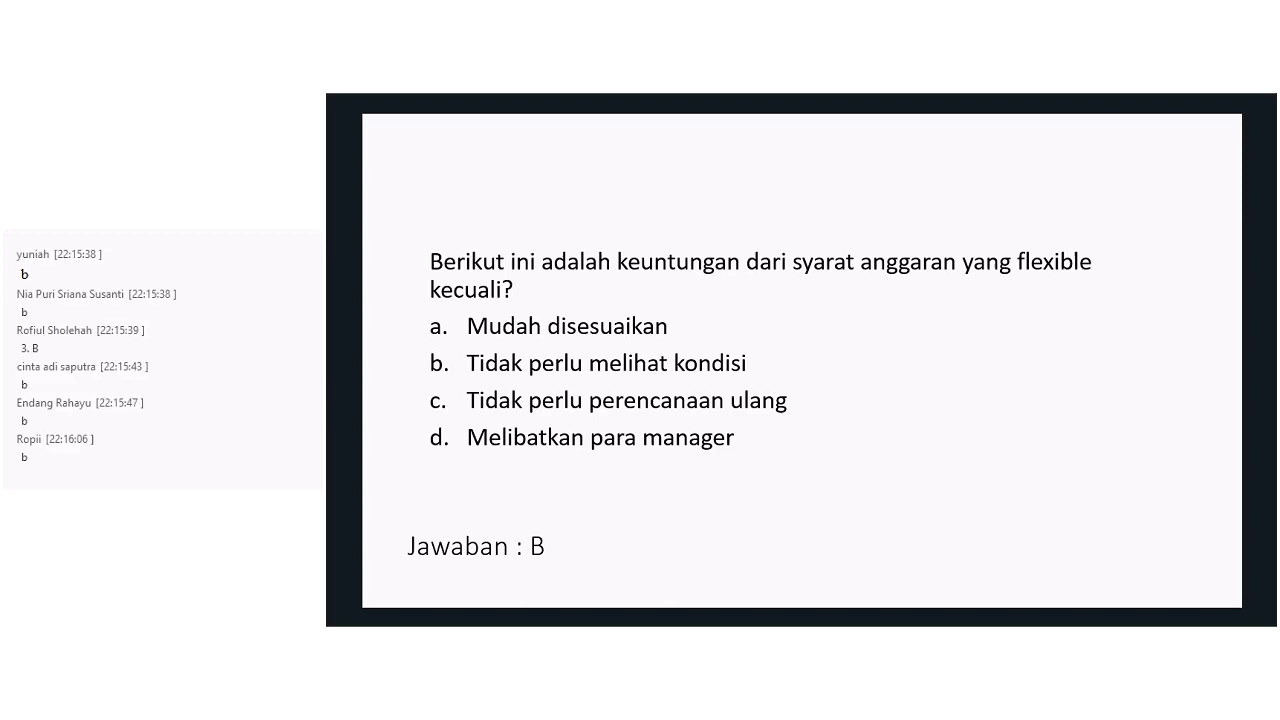 yuniah [22:15:38 ]
b
Nia Puri Sriana Susanti [22:15:38 ]
b
Rofiul Sholehah [22:15:39 ]
3. B
cinta adi saputra [22:15:43 ]
b
Endang Rahayu [22:15:47 ]
b
Ropii [22:16:06 ]
b
Berikut ini adalah keuntungan dari syarat anggaran yang flexible
kecuali?
a. Mudah disesuaikan
b. Tidak perlu melihat kondisi
c. Tidak perlu perencanaan ulang
d. Melibatkan para manager
Jawaban : B